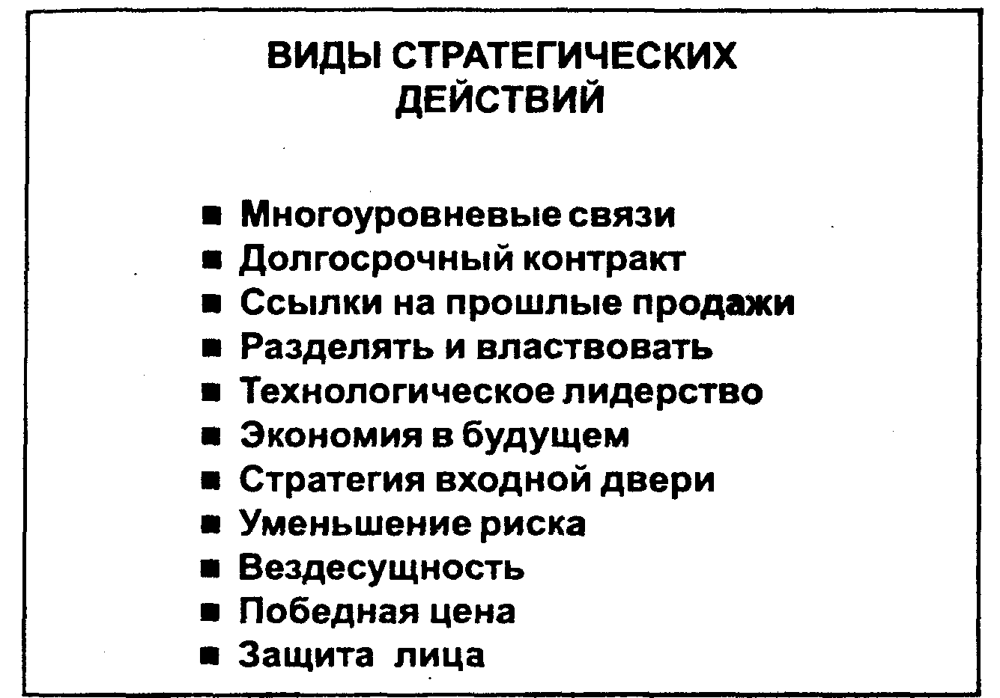 ВИДЫ СТРАТЕГИЧЕСКИХ
ДЕЙСТВИЙ
■ Многоуровневые связи
■ Долгосрочный контракт
■ Ссылки на прошлые продажи
■ Разделять и властвовать
■ Технологическое лидерство
■ Экономия в будущем
■ Стратегия входной двери
■ Уменьшение риска
■ Вездесущность
■ Победная цена
■ Защита лица